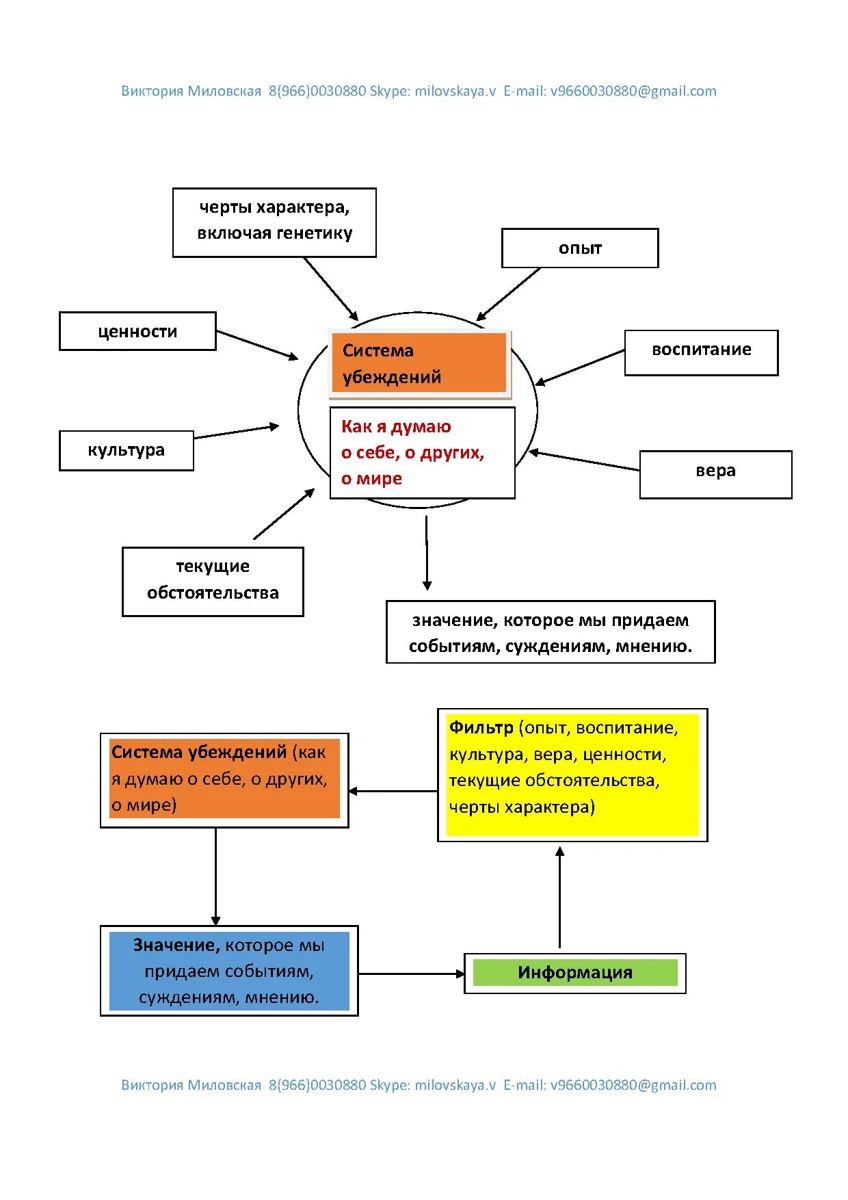 Виктория Миловская 8(966)0030880 Skype: milovskaya.v E-mail: v9660030880@gmail.com
черты характера,
включая генетику
опыт
ценности
воспитание
Система
убеждений
Как я думаю
о себе, о других,
о мире
культура
вера
текущие
обстоятельства
значение, которое мы придаем
событиям, суждениям, мнению.
Система убеждений (как
я думаю о себе, о других,
о мире)
Фильтр (опыт, воспитание,
культура, вера, ценности,
текущие обстоятельства,
черты характера)
Значение, которое мы
придаем событиям,
суждениям, мнению.
Информация
Виктория Миловская 8(966)0030880 Skype: milovskaya.v E-mail: v9660030880@gmail.com